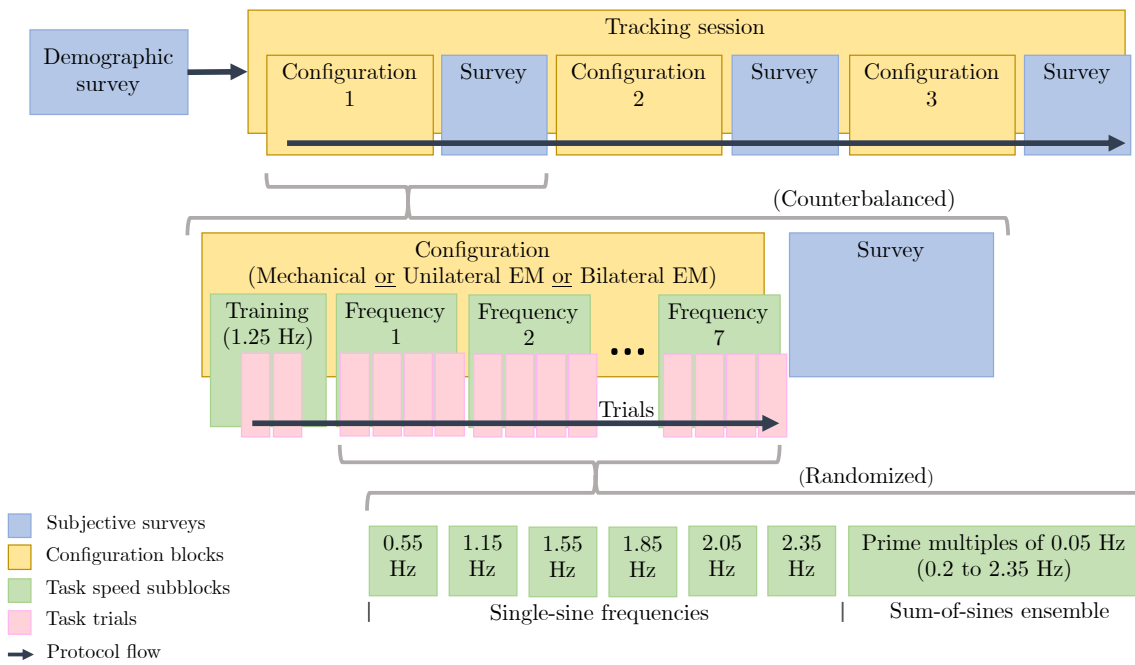 Tracking session
Demographic
survey
Configuration
1
Survey
Configuration
2
Survey
Configuration
3
Survey
(Counterbalanced)
Configuration
(Mechanical or Unilateral EM or Bilateral EM)
Survey
Training
(1.25 Hz)
Frequency
1
Frequency
2
...
Frequency
7
Trials
(Randomized)
Subjective surveys
Configuration blocks
Task speed subblocks
Task trials
Protocol flow
0.55
Hz
1.15
Hz
1.55
Hz
1.85
Hz
2.05
Hz
2.35
Hz
Prime multiples of 0.05 Hz
(0.2 to 2.35 Hz)
Single-sine frequencies
Sum-of-sines ensemble